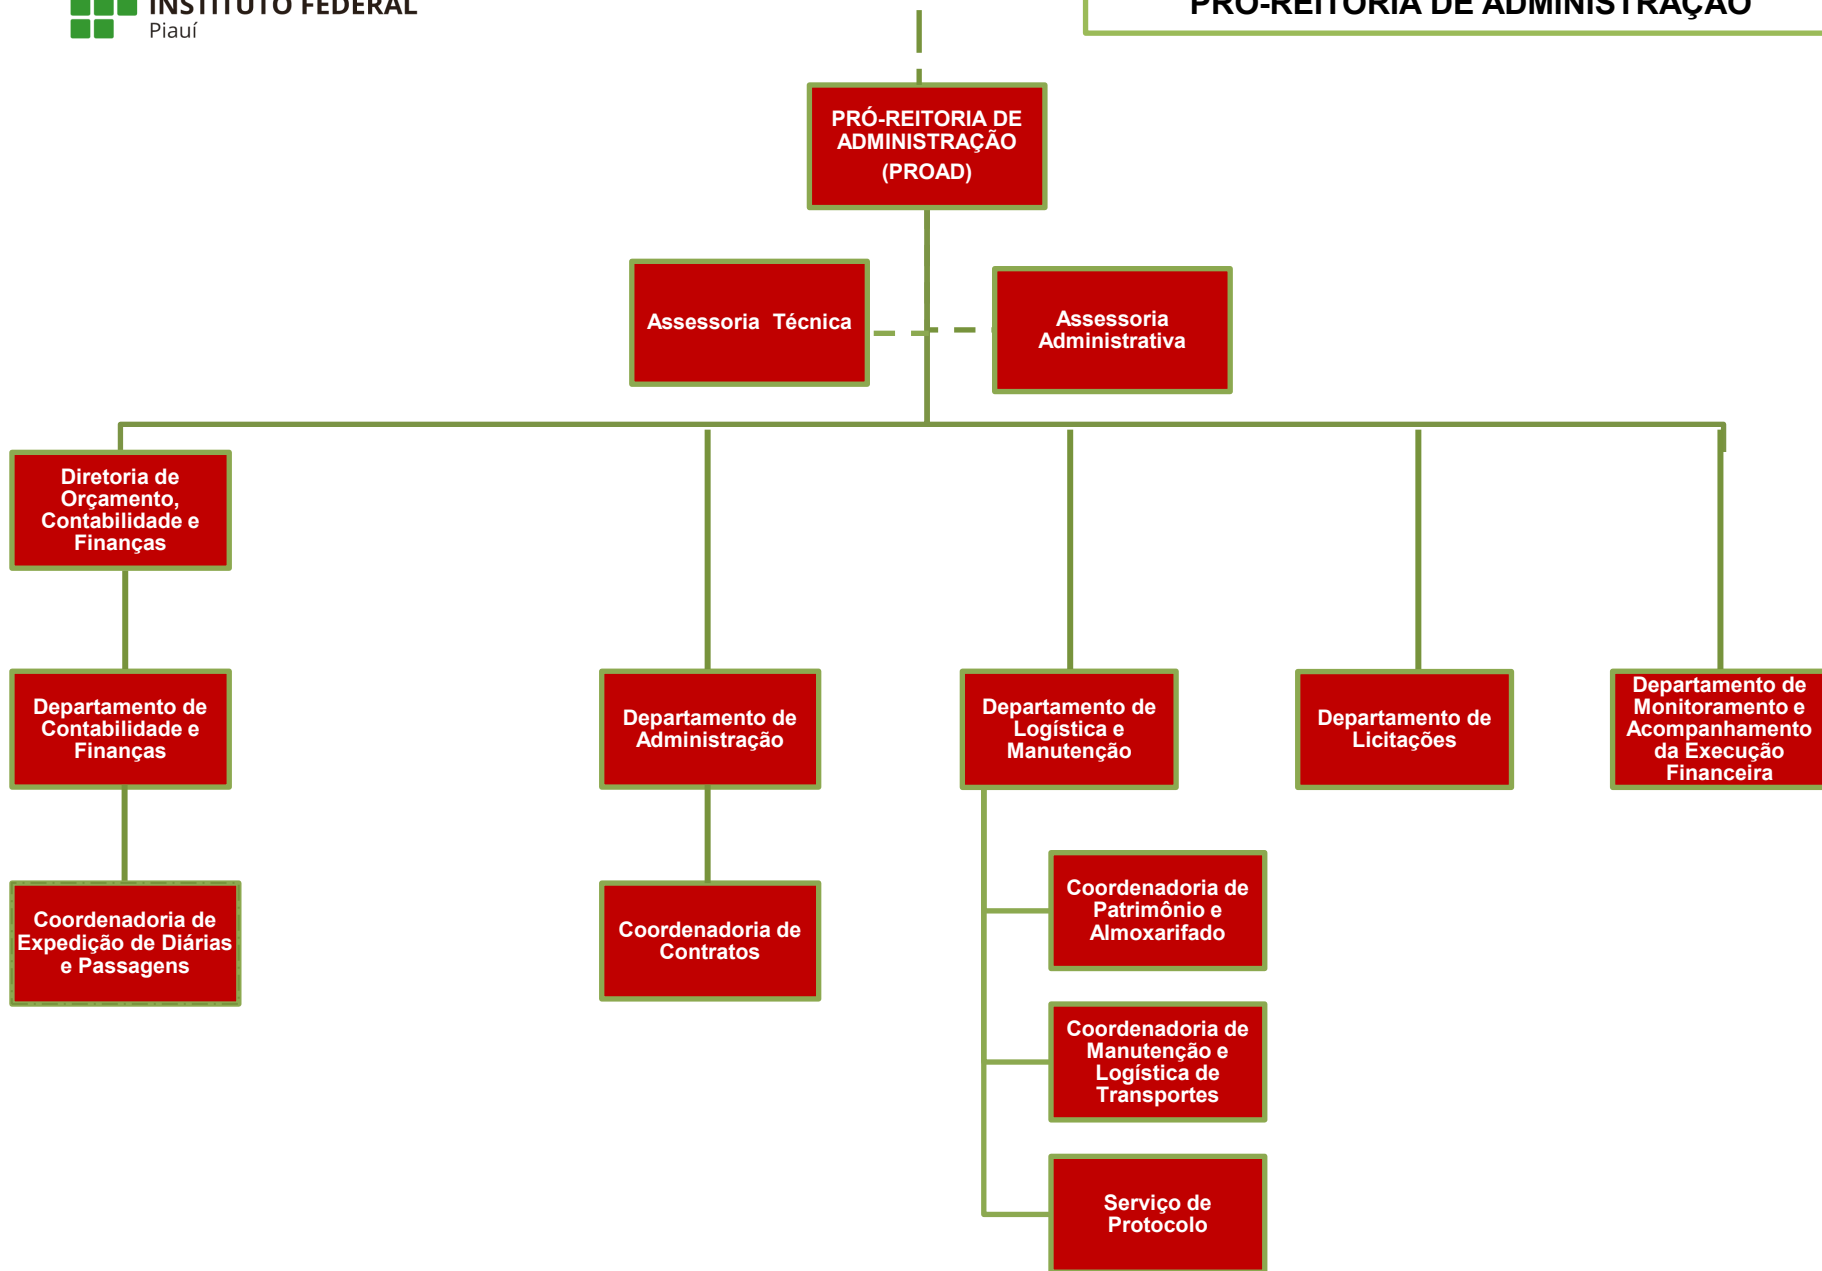 INSTITUTO FEDERAL
Piauí
PRÓ-REITORIA DE ADMINISTRAÇÃO
PRÓ-REITORIA DE
ADMINISTRAÇÃO
(PROAD)
Assessoria Técnica
Assessoria
Administrativa
Diretoria de
Orçamento,
Contabilidade e
Finanças
Departamento de
Contabilidade e
Finanças
Departamento de
Administração
Departamento de
Logística e
Manutenção
Departamento de
Licitações
Departamento de
Monitoramento e
Acompanhamento
da Execução
Financeira
Coordenadoria de
Expedição de Diárias
e Passagens
Coordenadoria de
Contratos
Coordenadoria de
Patrimônio e
Almoxarifado
Coordenadoria de
Manutenção e
Logística de
Transportes
Serviço de
Protocolo